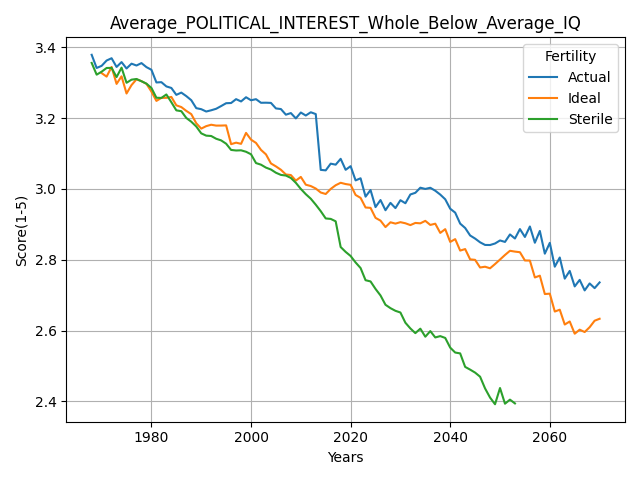 Average_POLITICAL_INTEREST_Whole_Below_Average_IQ
3.4
3.2
3.0
2.8
2.6
2.4
Score(1-5)
Fertility
Actual
Ideal
Sterile
1980
2000
2020
2040
2060
Years